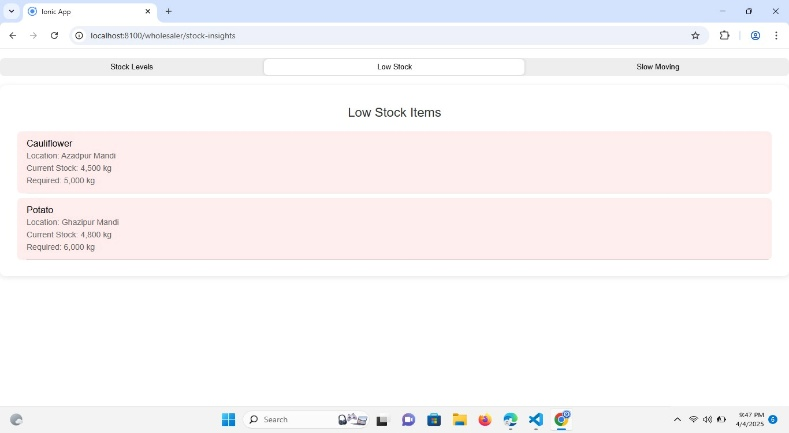 Ionic App
localhost:8100/wholesaler/stock-insights
Stock Levels
Low Stock
Slow Moving
Low Stock Items
Cauliflower
Location: Azadpur Mandi
Current Stock: 4,500 kg
Required: 5,000 kg
Potato
Location: Ghazipur Mandi
Current Stock: 4,800 kg
Required: 6,000 kg
Search
9:47 PM
4/4/2025
6